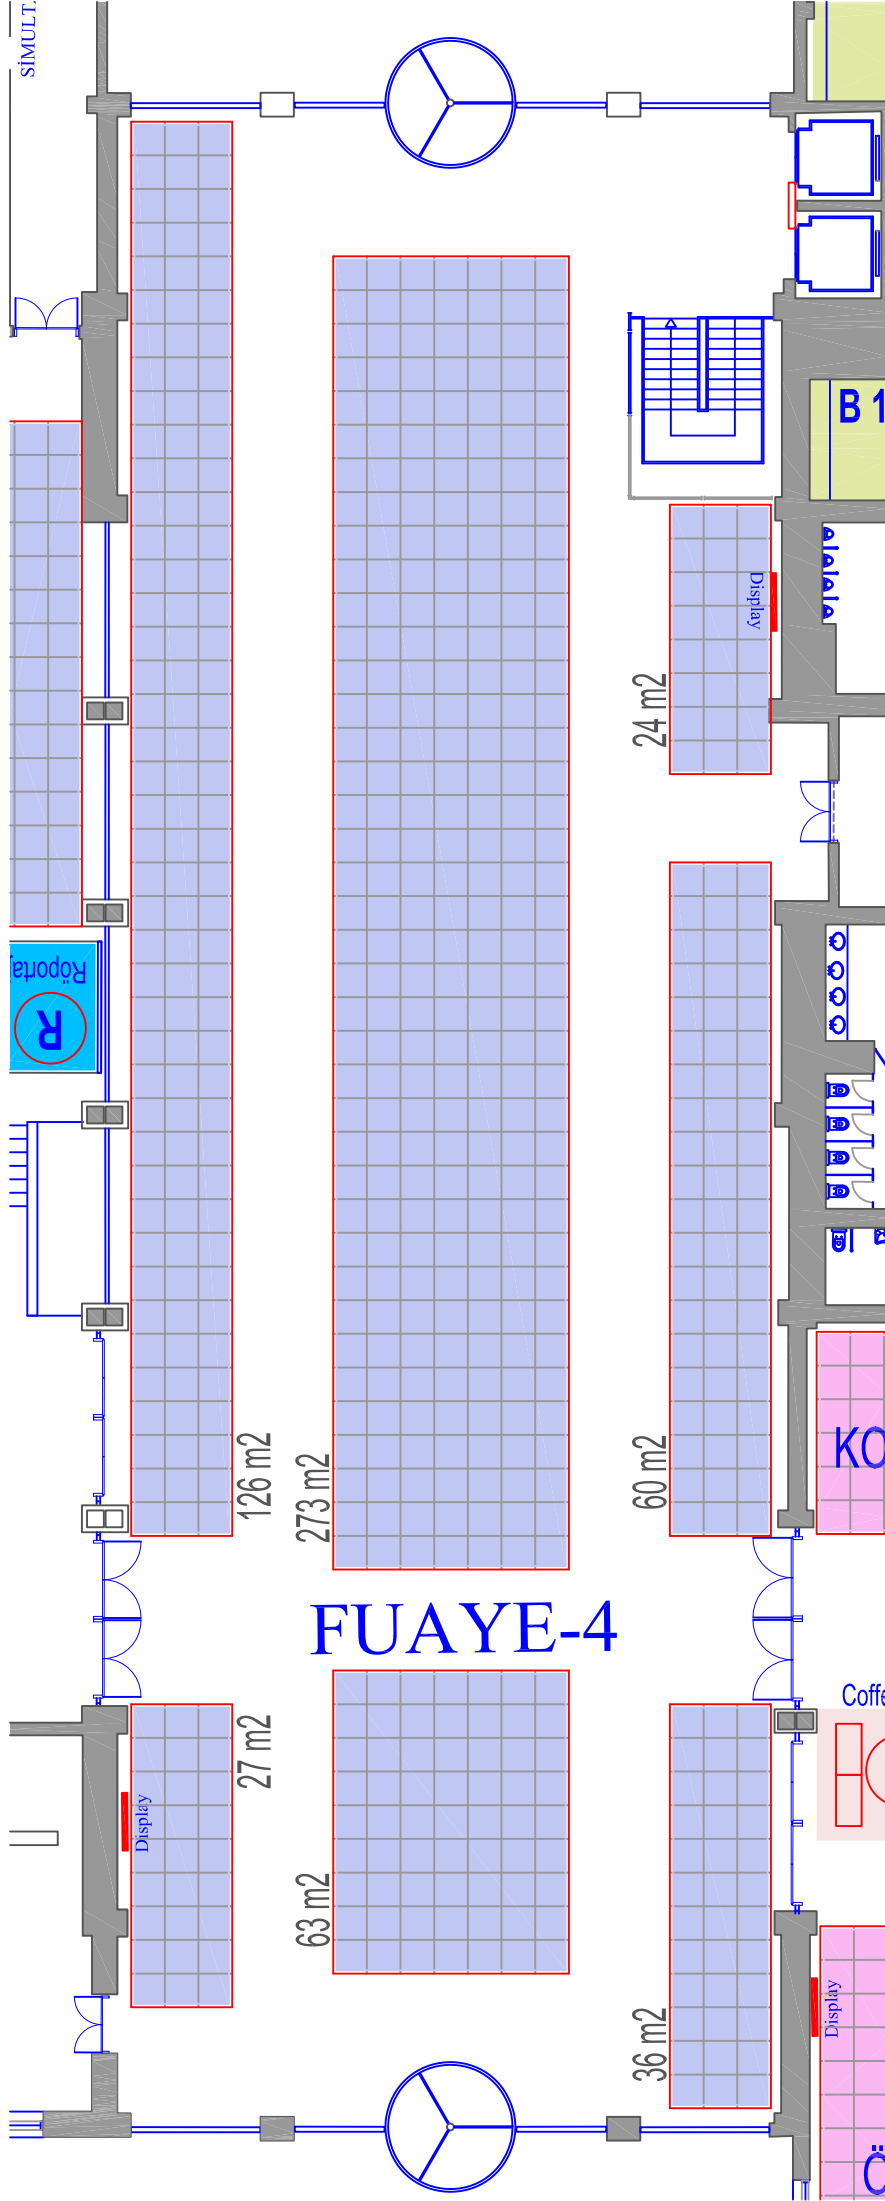 SİMULT.
B 1
Display
24 m2
Röportaj
R
126 m2
273 m2
60 m2
KO
FUAYE-4
Coffe
27 m2
Display
63 m2
36 m2
Display
Ö